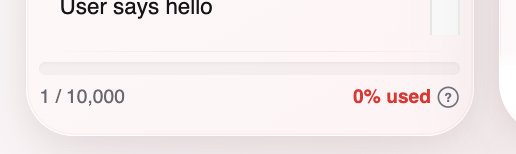 User says hello
1 / 10,000
0% used ?